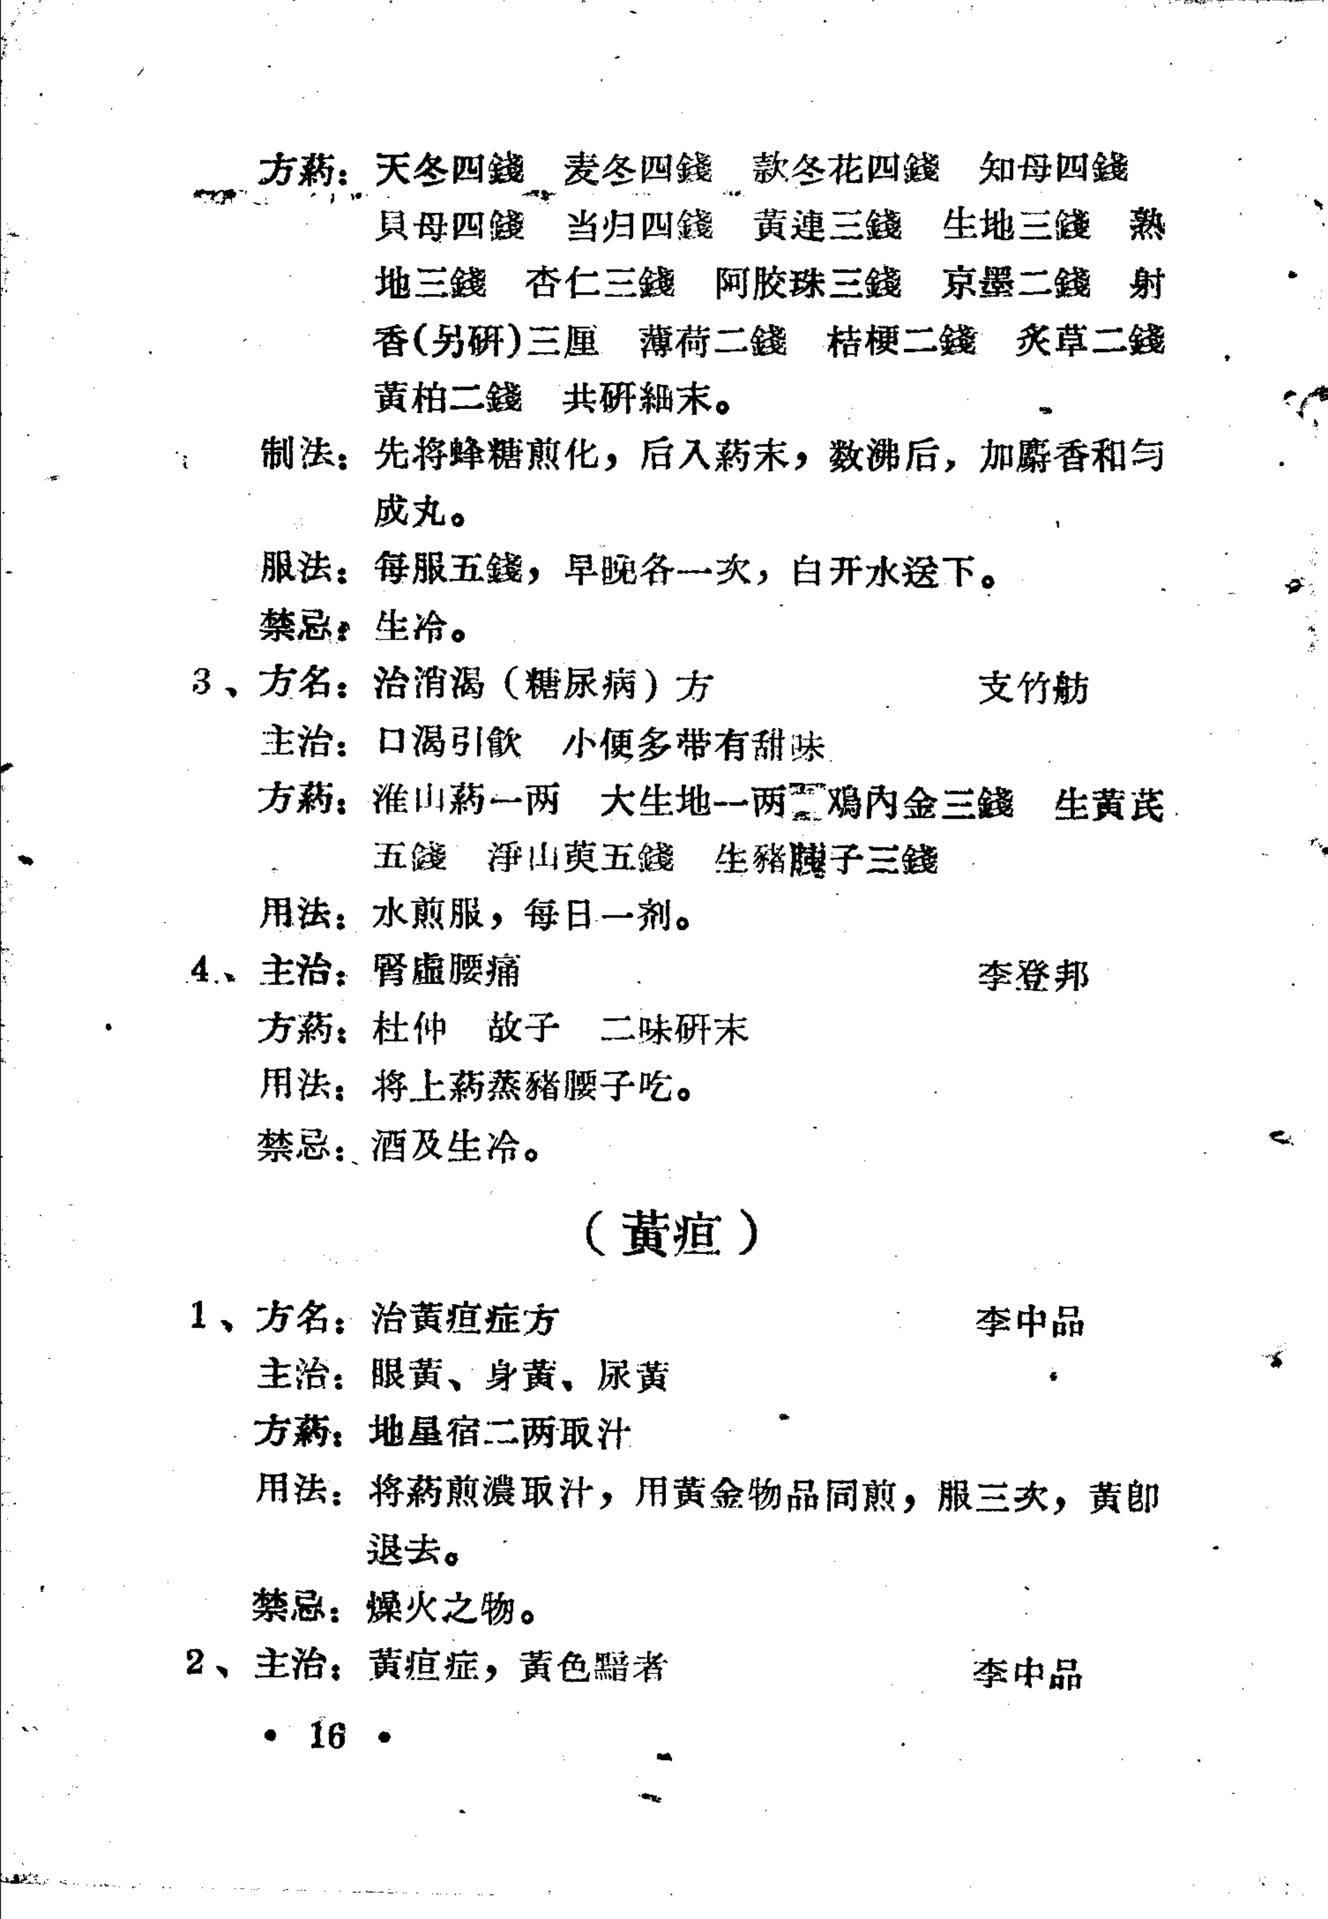 方葯：天冬四錢　麦冬四錢　款冬花四錢　知母四錢
貝母四錢　当归四錢　黃連三錢　生地三錢　熟
地三錢　杏仁三錢　阿胶珠三錢　京墨二錢　射
香(另研)三厘　薄荷二錢　桔梗二錢　炙草二錢
黃柏二錢　共研細末。
制法：先将蜂糖煎化，后入葯末，数沸后，加麝香和匀
成丸。
服法：每服五錢，早晚各一次，白开水送下。
禁忌：生冷。
3、方名：治消渴（糖尿病）方　支竹舫
主治：口渴引飲　小便多带有甜味
方葯：淮山葯一两　大生地一两　鳮內金三錢　生黃芪
五錢　淨山萸五錢　生豬胰子三錢
用法：水煎服，每日一剂。
4、主治：腎虛腰痛　李登邦
方葯：杜仲　故子　二味研末
用法：将上葯蒸豬腰子吃。
禁忌：酒及生冷。
（黃疸）
1、方名：治黃疸症方　李中品
主治：眼黃、身黃、尿黃
方葯：地星宿二两取汁
用法：将葯煎濃取汁，用黃金物品同煎，服三次，黃卽
退去。
禁忌：燥火之物。
2、主治：黃疸症，黃色黯者　李中品
• 16 •